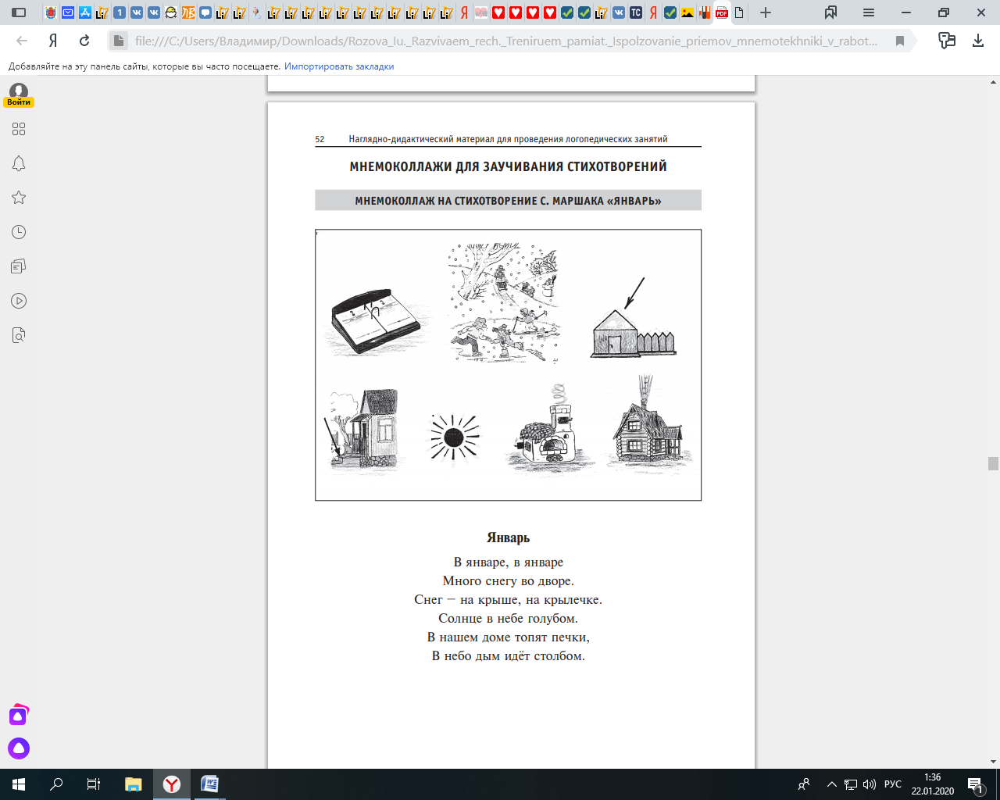 file:///C:/Users/Владимир/Downloads/Rozova_Iu._Razvivaem_rech._Treniruem_pamiat._Ispolzovanie_priemov_mnemotekhniki_v_rabot...
Добавляйте на эту панель сайты, которые вы часто посещаете. Импортировать закладки
Войти
52 Наглядно-дидактический материал для проведения логопедических занятий
МНЕМОКОЛЛАЖИ ДЛЯ ЗАУЧИВАНИЯ СТИХОТВОРЕНИЙ
МНЕМОКОЛЛАЖ НА СТИХОТВОРЕНИЕ С. МАРШАКА «ЯНВАРЬ»
Январь
В январе, в январе
Много снегу во дворе.
Снег – на крыше, на крылечке.
Солнце в небе голубом.
В нашем доме топят печки,
В небо дым идёт столбом.
РУС
1:36
22.01.2020
1